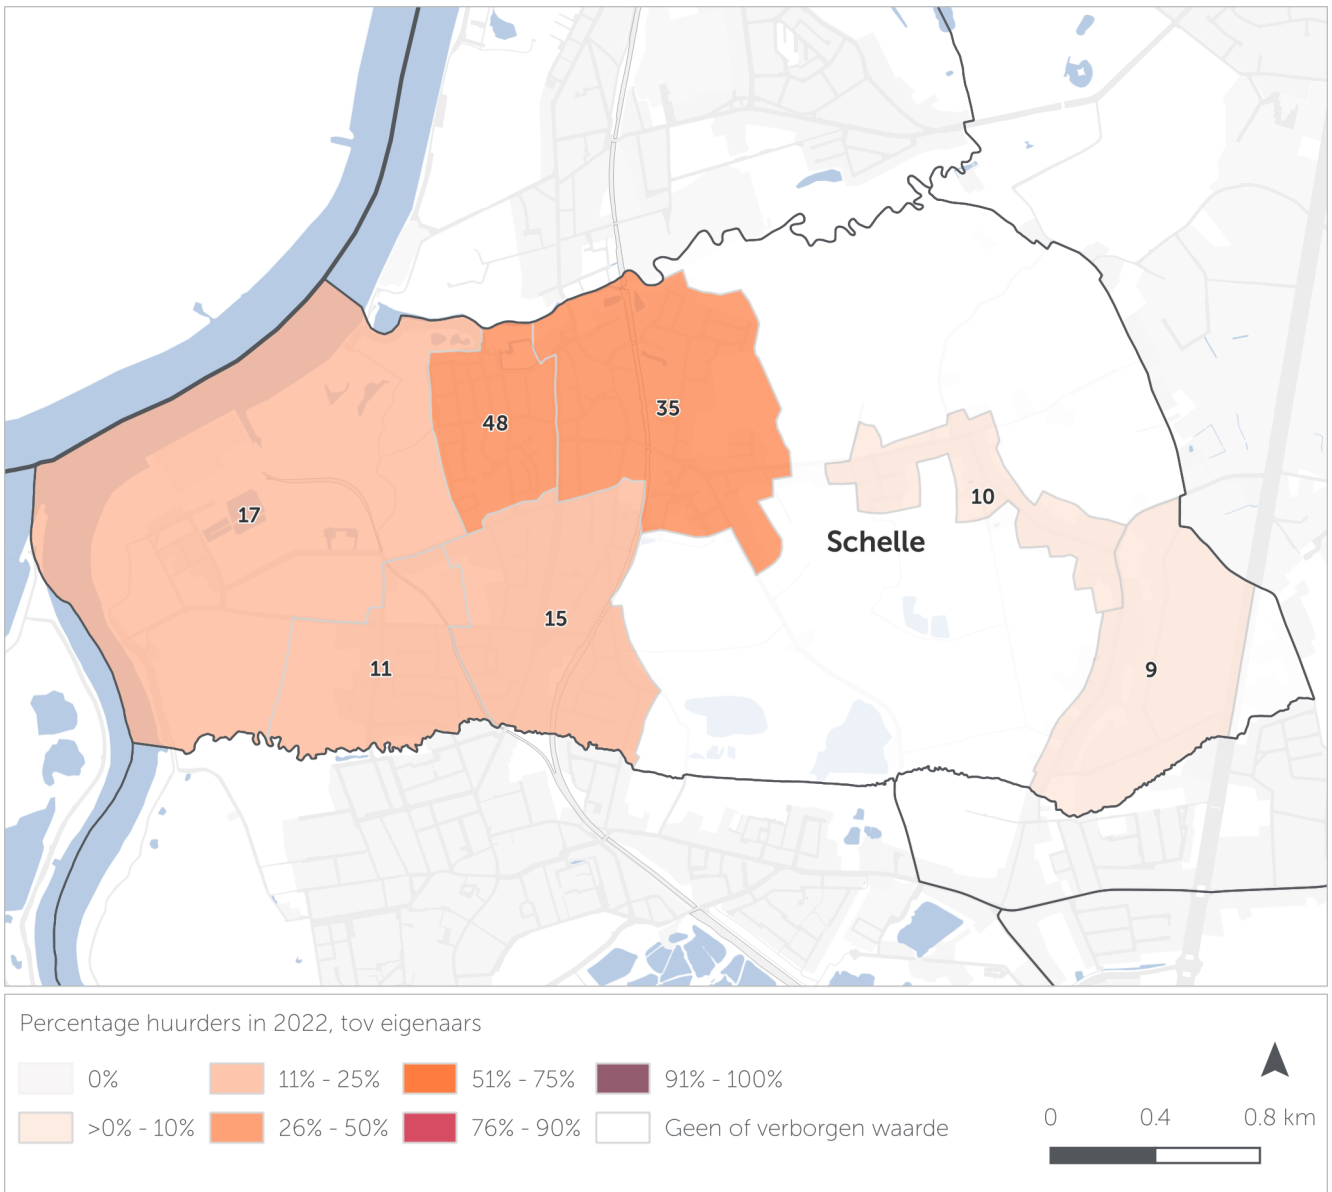 35
48
10
17
Schelle
15
11
9
Percentage huurders in 2022, tov eigenaars
0%
11% - 25%
51% - 75%
91% - 100%
>0% - 10%
26% - 50%
76% - 90%
Geen of verborgen waarde
0 0.4 0.8 km